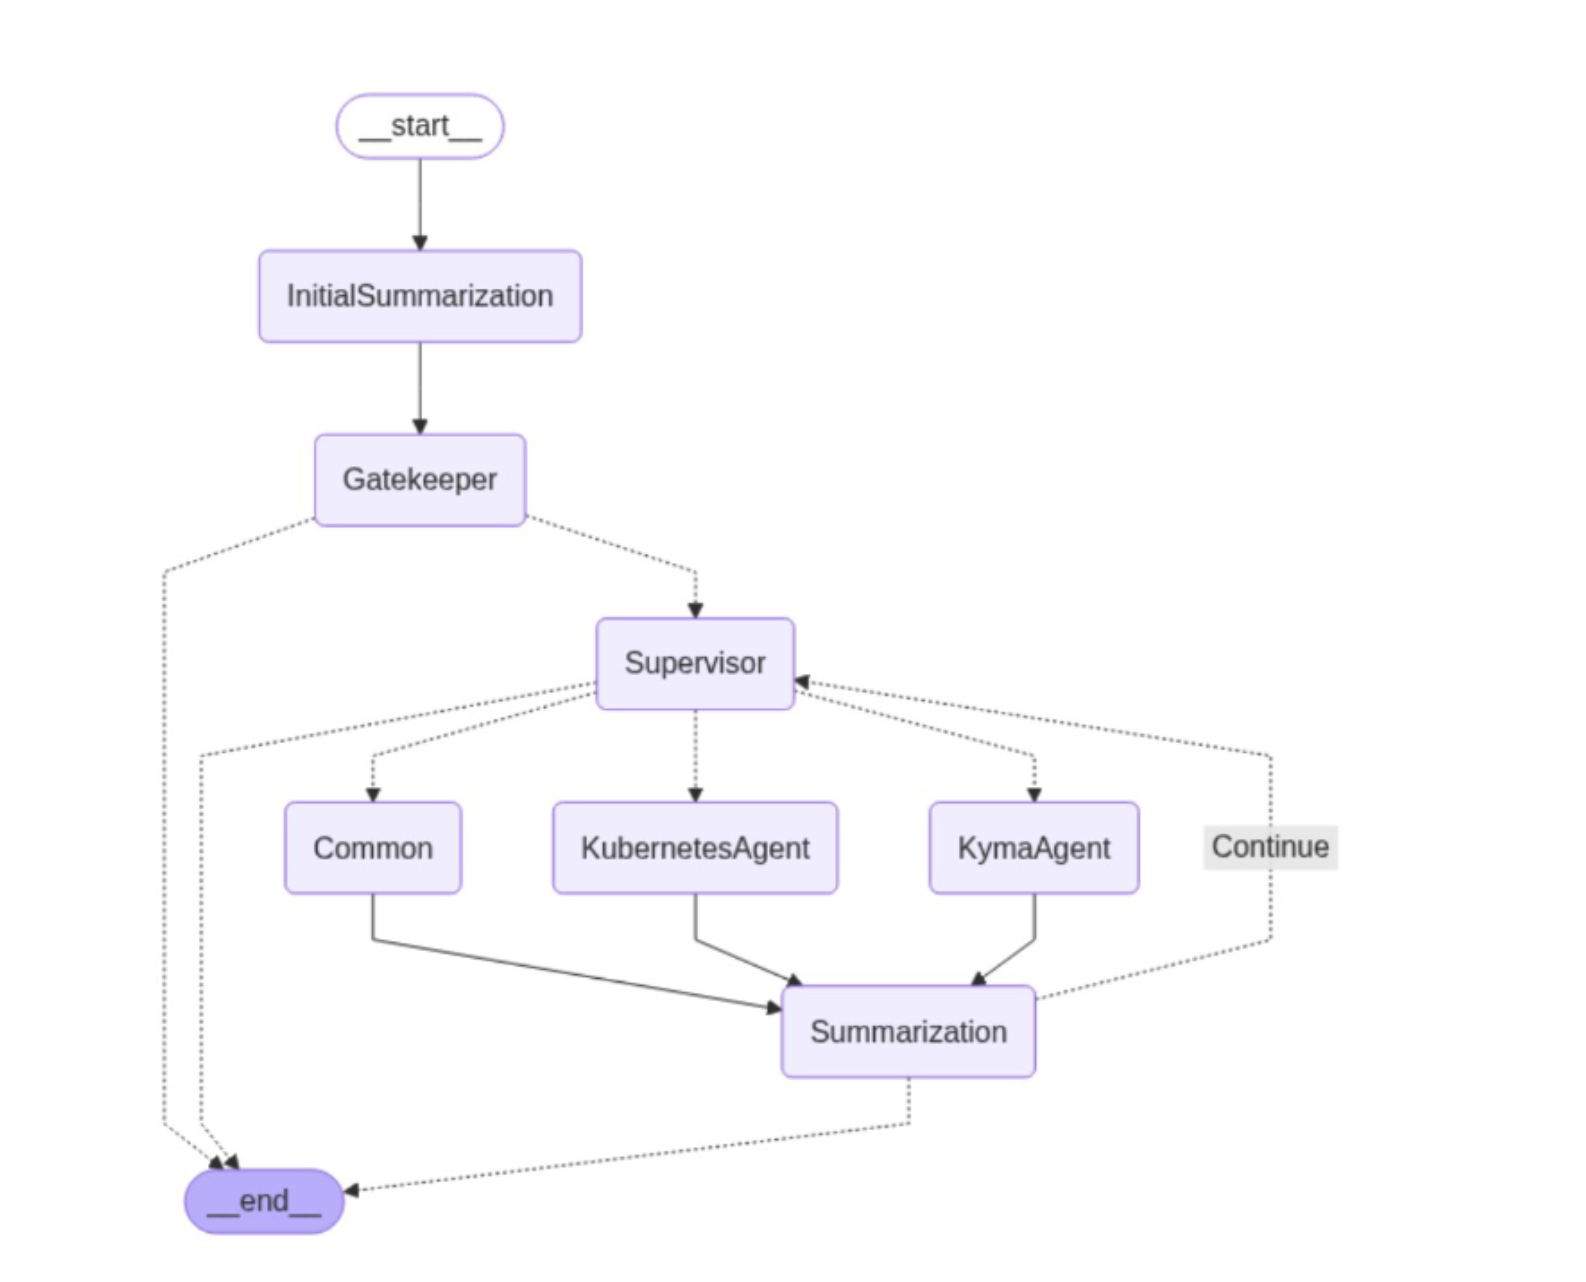 __start__
InitialSummarization
Gatekeeper
Supervisor
Common
KubernetesAgent
KymaAgent
Continue
Summarization
__end__